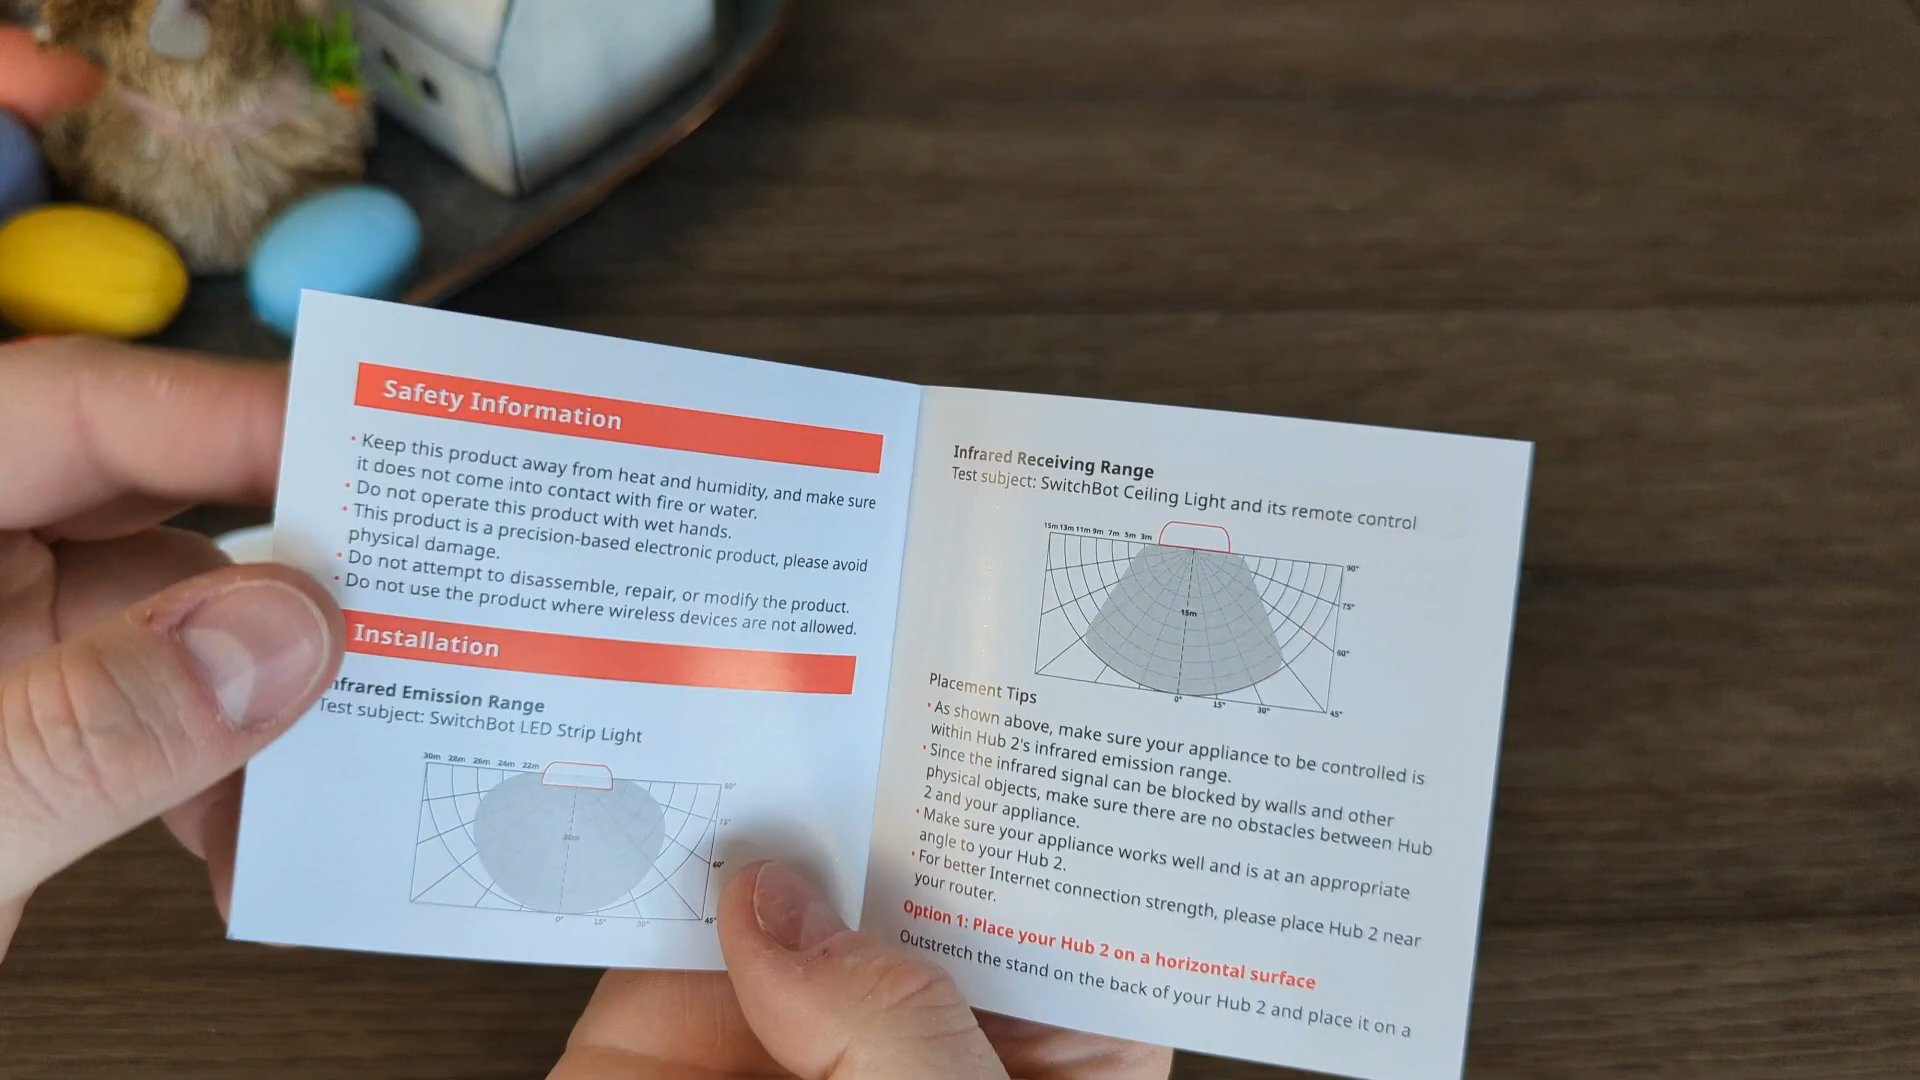 Safety Information
• Keep this product away from heat and humidity, and make sure
it does not come into contact with fire or water.
• Do not operate this product with wet hands.
• This product is a precision-based electronic product, please avoid
physical damage.
• Do not attempt to disassemble, repair, or modify the product.
• Do not use the product where wireless devices are not allowed.
Installation
Infrared Emission Range
Test subject: SwitchBot LED Strip Light
30m 28m 26m 24m 22m
90°
75°
30m
60°
45°
0° 15° 30°
Infrared Receiving Range
Test subject: SwitchBot Ceiling Light and its remote control
15m 13m 11m 9m 7m 5m 3m
90°
75°
15m
60°
45°
0° 15° 30°
Placement Tips
• As shown above, make sure your appliance to be controlled is
within Hub 2's infrared emission range.
• Since the infrared signal can be blocked by walls and other
physical objects, make sure there are no obstacles between Hub
2 and your appliance.
• Make sure your appliance works well and is at an appropriate
angle to your Hub 2.
• For better Internet connection strength, please place Hub 2 near
your router.
Option 1: Place your Hub 2 on a horizontal surface
Outstretch the stand on the back of your Hub 2 and place it on a